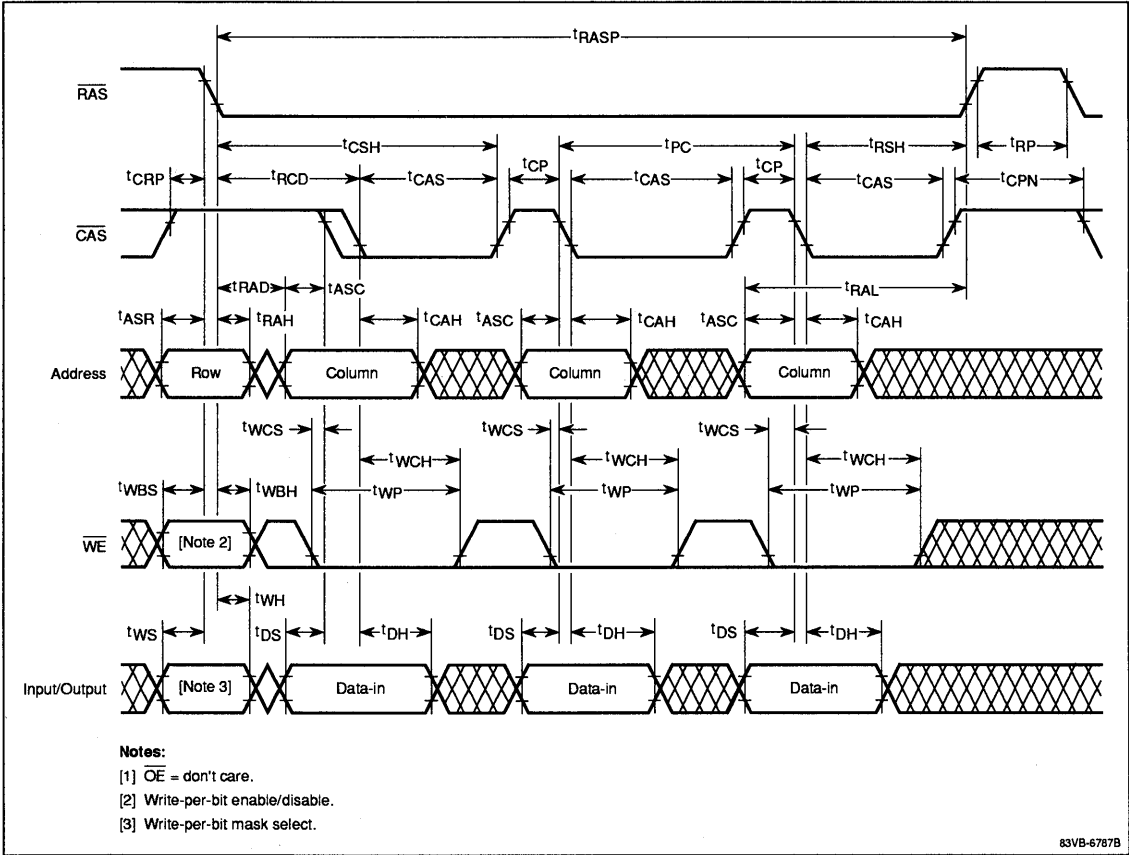 tRASP
RAS
tCSH tPC tRSH tRP
tCRP tRCD tCAS tCP tCAS tCP tCAS tCPN
CAS
tRAD tASC tRAL
tASR tRAH tCAH tASC tCAH tASC tCAH
Address Row Column Column Column
tWCS tWCS tWCS
tWCH tWCH tWCH
tWBS tWBH tWP tWP tWP
WE [Note 2]
tWH
tWS tDS tDH tDS tDH tDS tDH
Input/Output [Note 3] Data-in Data-in Data-in
Notes:
[1] OE = don't care.
[2] Write-per-bit enable/disable.
[3] Write-per-bit mask select.
83VB-6787B